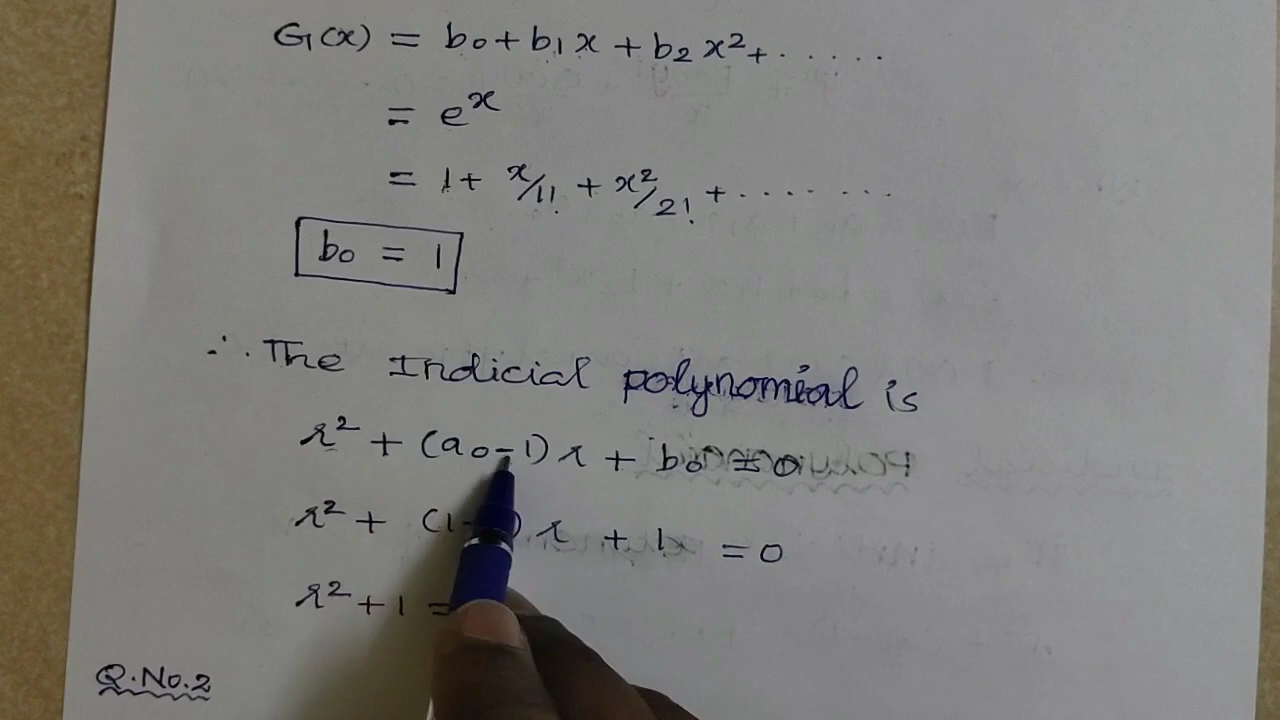 G(x) = b₀ + b₁x + b₂x² + .....
= eˣ
= 1 + x/1! + x²/2! + .......
b₀ = 1
∴ The Indicial polynomial is
r² + (a₀-1)r + b₀ = 0
r² + (1- )r + 1 = 0
r² + 1 =
Q.No.2